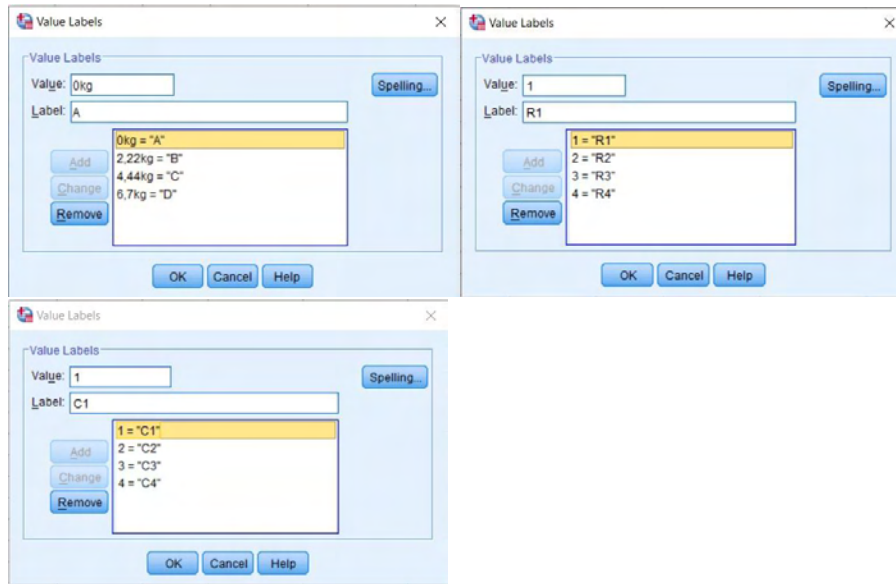 Value Labels
Value Labels
Value: 0kg
Spelling...
Label: A
0kg = "A"
2,22kg = "B"
4,44kg = "C"
6,7kg = "D"
Add
Change
Remove
OK Cancel Help
Value Labels
Value Labels
Value: 1
Spelling...
Label: R1
1 = "R1"
2 = "R2"
3 = "R3"
4 = "R4"
Add
Change
Remove
OK Cancel Help
Value Labels
Value Labels
Value: 1
Spelling...
Label: C1
1 = "C1"
2 = "C2"
3 = "C3"
4 = "C4"
Add
Change
Remove
OK Cancel Help